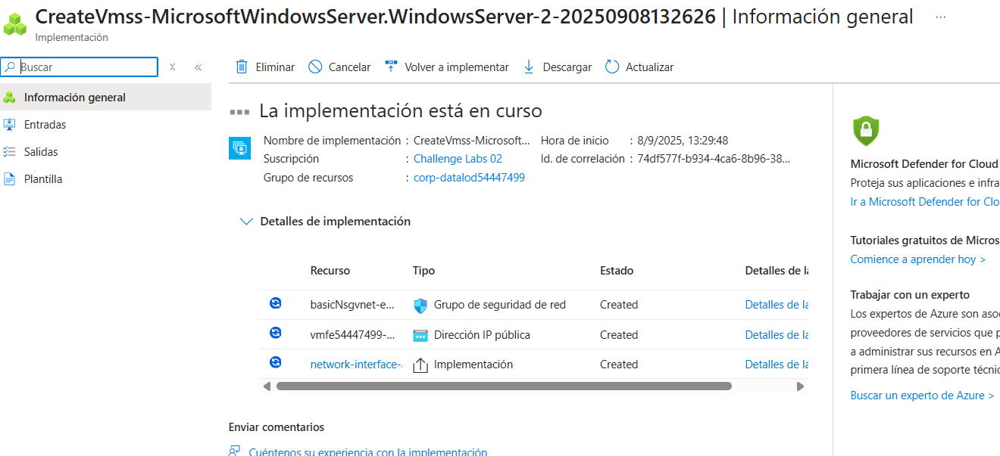 CreateVmss-MicrosoftWindowsServer.WindowsServer-2-20250908132626 | Información general ...
Implementación
Buscar
Eliminar Cancelar Volver a implementar Descargar Actualizar
Información general
Entradas
Salidas
Plantilla
La implementación está en curso
Nombre de implementación : CreateVmss-Microsoft... Hora de inicio : 8/9/2025, 13:29:48
Suscripción : Challenge Labs 02 Id. de correlación : 74df577f-b934-4ca6-8b96-38...
Grupo de recursos : corp-datalod54447499
Detalles de implementación
Recurso Tipo Estado Detalles de la
basicNsgvnet-e... Grupo de seguridad de red Created Detalles de la
vmfe54447499-... Dirección IP pública Created Detalles de la
network-interface- Implementación Created Detalles de la
Enviar comentarios
Cuéntenos su experiencia con la implementación
Microsoft Defender for Cloud
Proteja sus aplicaciones e infra
Ir a Microsoft Defender for Clo
Tutoriales gratuitos de Micros
Comience a aprender hoy >
Trabajar con un experto
Los expertos de Azure son aso
proveedores de servicios que p
a administrar sus recursos en A
primera línea de soporte técnic
Buscar un experto de Azure >